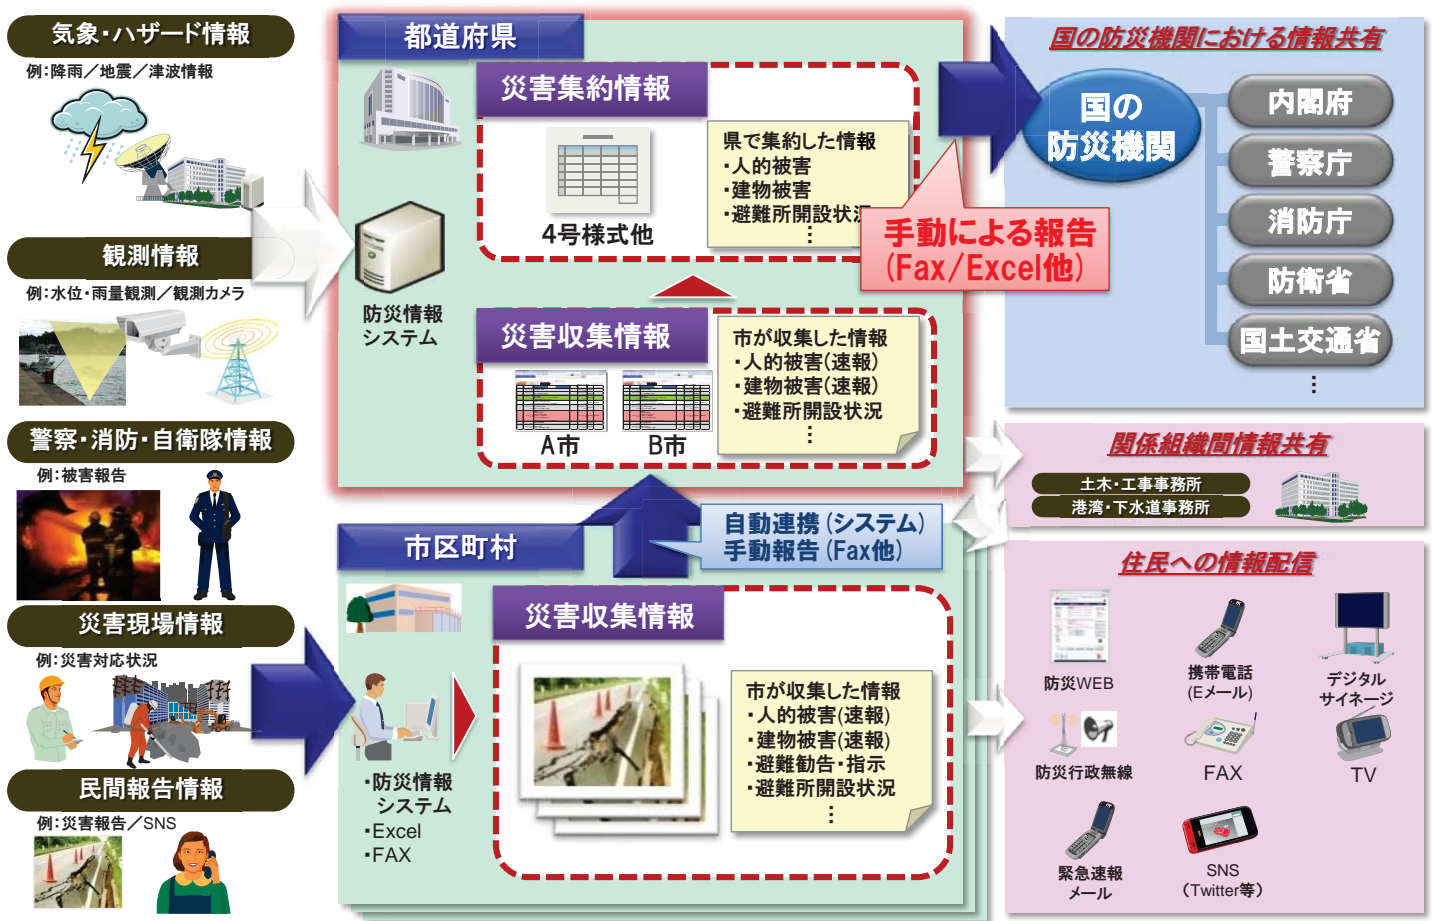 気象・ハザード情報
例：降雨／地震／津波情報
観測情報
例：水位・雨量観測／観測カメラ
警察・消防・自衛隊情報
例：被害報告
災害現場情報
例：災害対応状況
民間報告情報
例：災害報告／SNS
都道府県
防災情報
システム
災害集約情報
4号様式他
県で集約した情報
・人的被害
・建物被害
・避難所開設状況
⋮
手動による報告
(Fax/Excel他)
災害収集情報
A市
B市
市が収集した情報
・人的被害(速報)
・建物被害(速報)
・避難所開設状況
⋮
自動連携(システム)
手動報告(Fax他)
市区町村
・防災情報
システム
・Excel
・FAX
災害収集情報
市が収集した情報
・人的被害(速報)
・建物被害(速報)
・避難勧告・指示
・避難所開設状況
⋮
国の防災機関における情報共有
国の
防災機関
内閣府
警察庁
消防庁
防衛省
国土交通省
⋮
関係組織間情報共有
土木・工事事務所
港湾・下水道事務所
住民への情報配信
防災WEB
携帯電話
(Eメール)
デジタル
サイネージ
防災行政無線
FAX
TV
緊急速報
メール
SNS
（Twitter等）